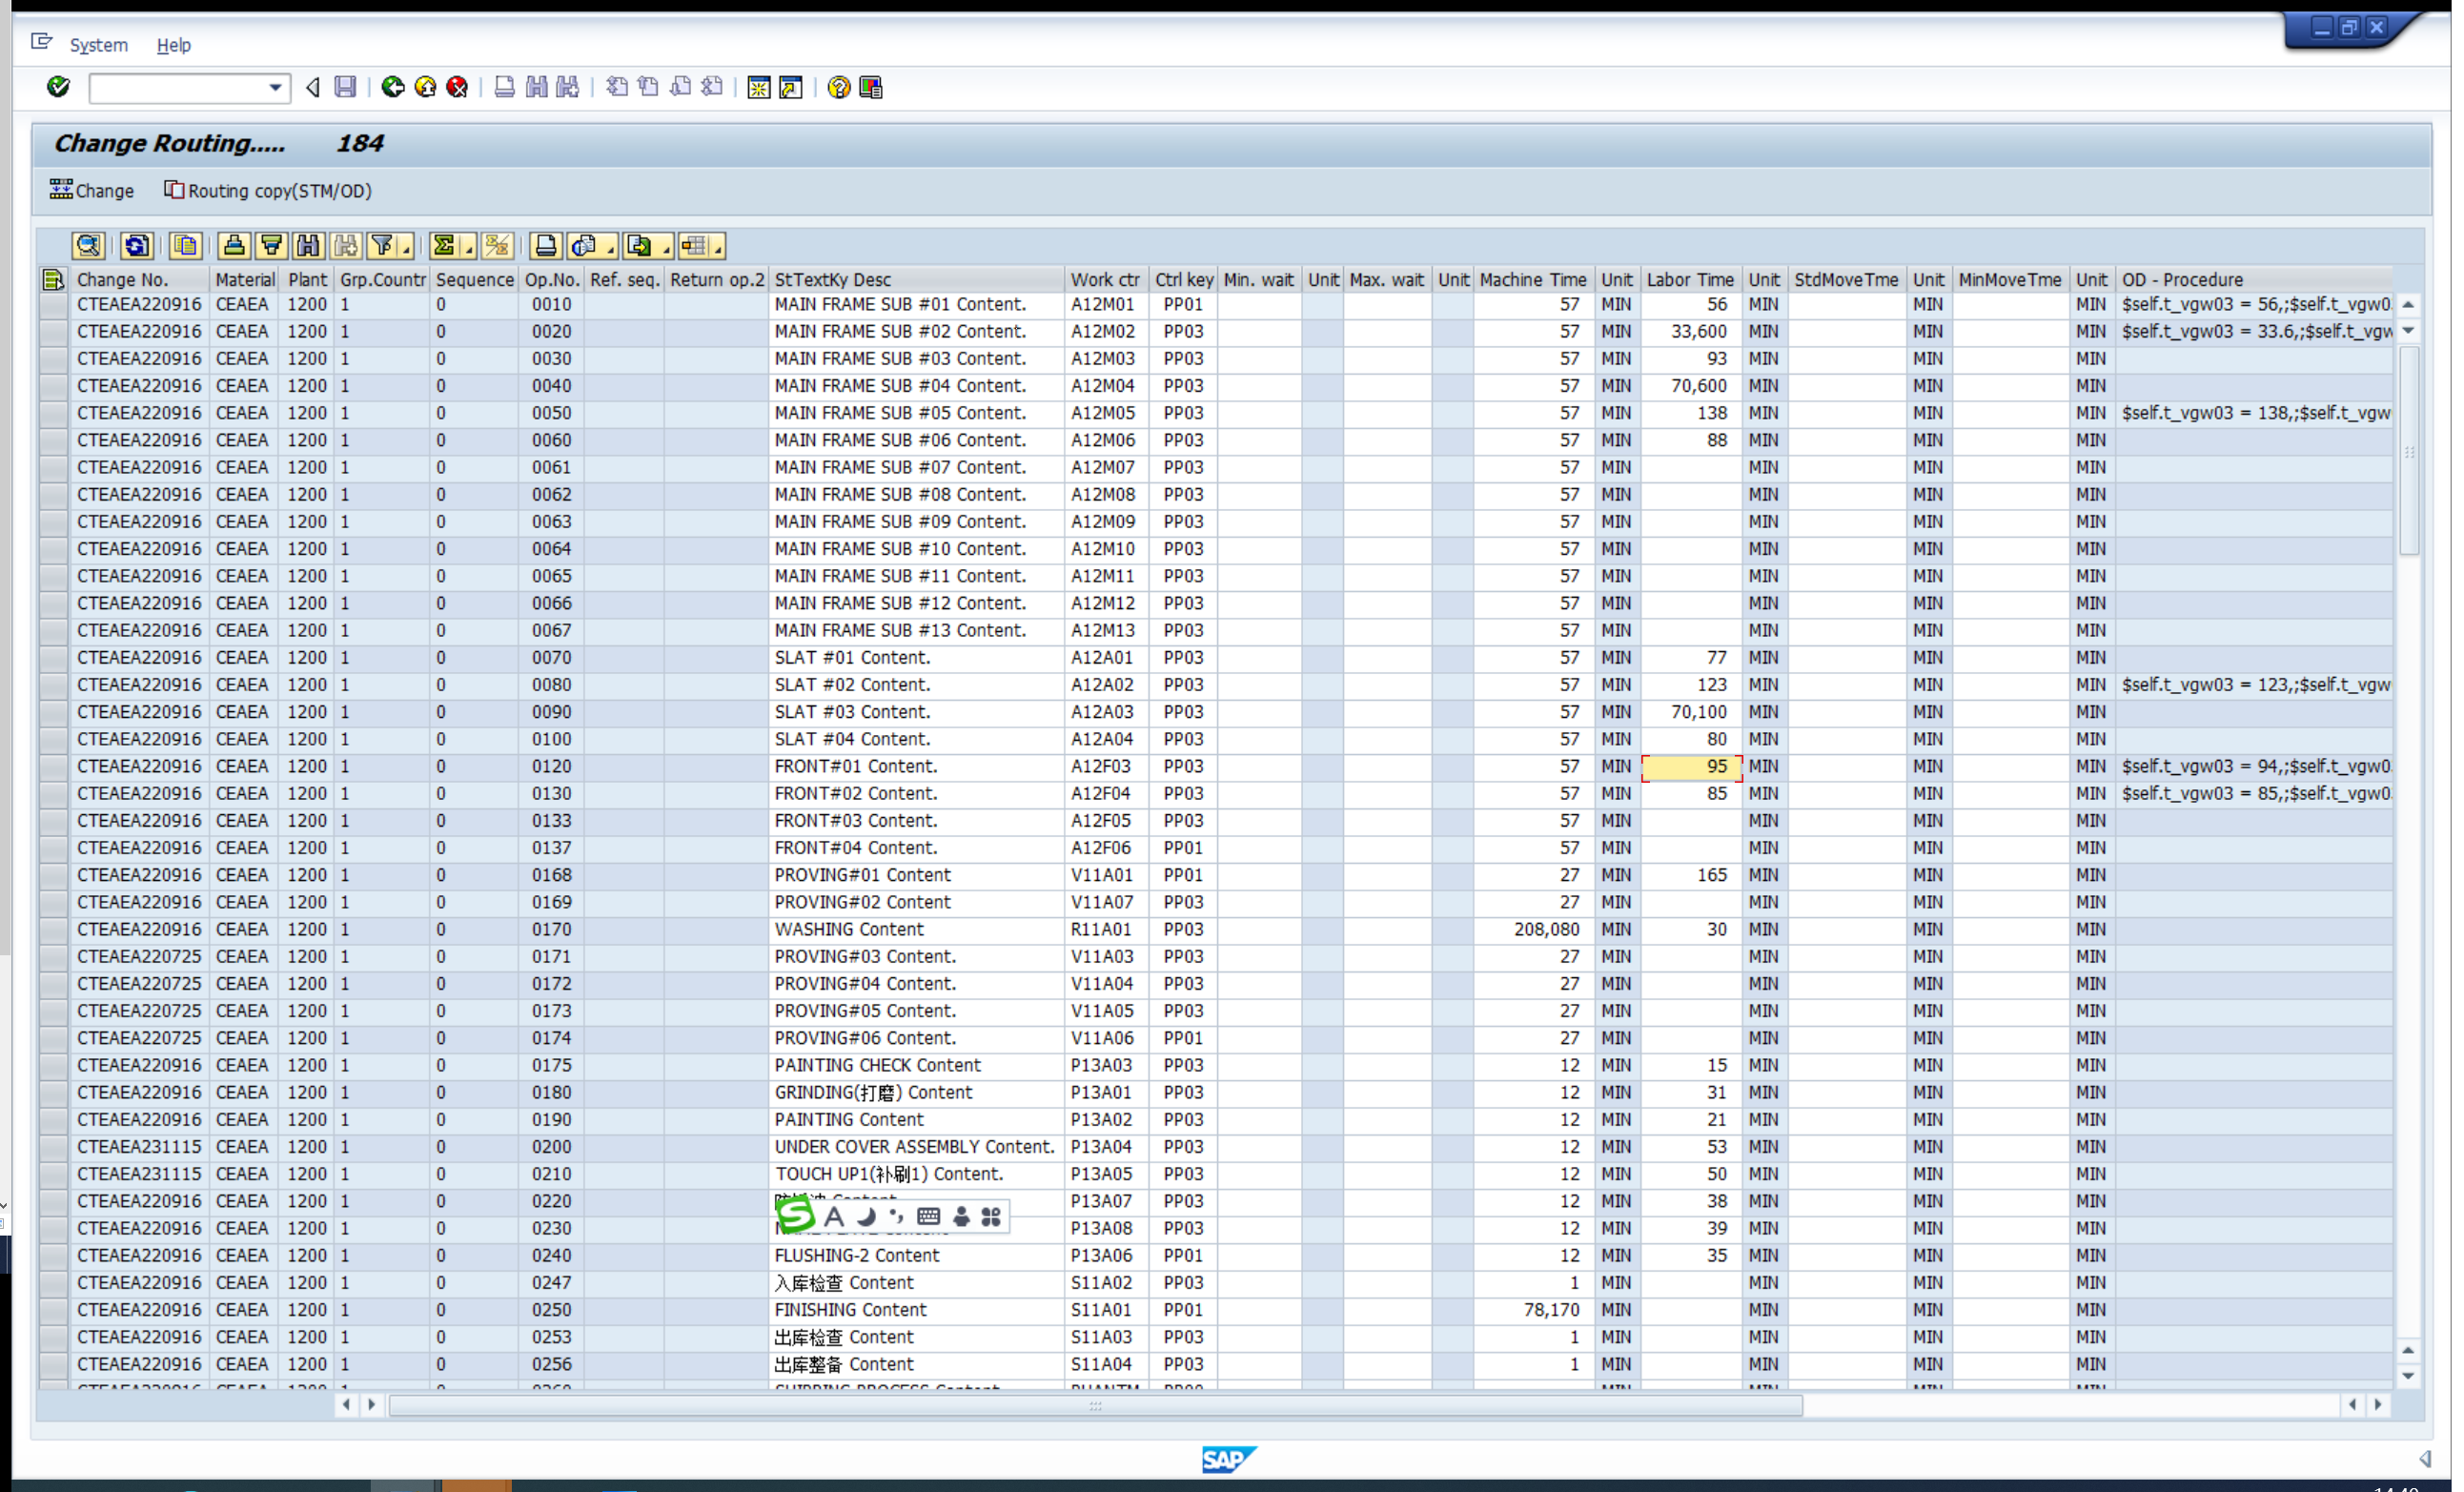 System Help
Change Routing..... 184
Change Routing copy(STM/OD)
Change No. Material Plant Grp.Countr Sequence Op.No. Ref. seq. Return op.2 StTextKy Desc Work ctr Ctrl key Min. wait Unit Max. wait Unit Machine Time Unit Labor Time Unit StdMoveTme Unit MinMoveTme Unit OD - Procedure
CTEAEA220916 CEAEA 1200 1 0 0010 MAIN FRAME SUB #01 Content. A12M01 PP01 57 MIN 56 MIN MIN MIN $self.t_vgw03 = 56,;$self.t_vgw0
CTEAEA220916 CEAEA 1200 1 0 0020 MAIN FRAME SUB #02 Content. A12M02 PP03 57 MIN 33,600 MIN MIN MIN $self.t_vgw03 = 33.6,;$self.t_vgw
CTEAEA220916 CEAEA 1200 1 0 0030 MAIN FRAME SUB #03 Content. A12M03 PP03 57 MIN 93 MIN MIN MIN
CTEAEA220916 CEAEA 1200 1 0 0040 MAIN FRAME SUB #04 Content. A12M04 PP03 57 MIN 70,600 MIN MIN MIN
CTEAEA220916 CEAEA 1200 1 0 0050 MAIN FRAME SUB #05 Content. A12M05 PP03 57 MIN 138 MIN MIN MIN $self.t_vgw03 = 138,;$self.t_vgw
CTEAEA220916 CEAEA 1200 1 0 0060 MAIN FRAME SUB #06 Content. A12M06 PP03 57 MIN 88 MIN MIN MIN
CTEAEA220916 CEAEA 1200 1 0 0061 MAIN FRAME SUB #07 Content. A12M07 PP03 57 MIN MIN MIN MIN
CTEAEA220916 CEAEA 1200 1 0 0062 MAIN FRAME SUB #08 Content. A12M08 PP03 57 MIN MIN MIN MIN
CTEAEA220916 CEAEA 1200 1 0 0063 MAIN FRAME SUB #09 Content. A12M09 PP03 57 MIN MIN MIN MIN
CTEAEA220916 CEAEA 1200 1 0 0064 MAIN FRAME SUB #10 Content. A12M10 PP03 57 MIN MIN MIN MIN
CTEAEA220916 CEAEA 1200 1 0 0065 MAIN FRAME SUB #11 Content. A12M11 PP03 57 MIN MIN MIN MIN
CTEAEA220916 CEAEA 1200 1 0 0066 MAIN FRAME SUB #12 Content. A12M12 PP03 57 MIN MIN MIN MIN
CTEAEA220916 CEAEA 1200 1 0 0067 MAIN FRAME SUB #13 Content. A12M13 PP03 57 MIN MIN MIN MIN
CTEAEA220916 CEAEA 1200 1 0 0070 SLAT #01 Content. A12A01 PP03 57 MIN 77 MIN MIN MIN
CTEAEA220916 CEAEA 1200 1 0 0080 SLAT #02 Content. A12A02 PP03 57 MIN 123 MIN MIN MIN $self.t_vgw03 = 123,;$self.t_vgw
CTEAEA220916 CEAEA 1200 1 0 0090 SLAT #03 Content. A12A03 PP03 57 MIN 70,100 MIN MIN MIN
CTEAEA220916 CEAEA 1200 1 0 0100 SLAT #04 Content. A12A04 PP03 57 MIN 80 MIN MIN MIN
CTEAEA220916 CEAEA 1200 1 0 0120 FRONT#01 Content. A12F03 PP03 57 MIN 95 MIN MIN MIN $self.t_vgw03 = 94,;$self.t_vgw0
CTEAEA220916 CEAEA 1200 1 0 0130 FRONT#02 Content. A12F04 PP03 57 MIN 85 MIN MIN MIN $self.t_vgw03 = 85,;$self.t_vgw0
CTEAEA220916 CEAEA 1200 1 0 0133 FRONT#03 Content. A12F05 PP03 57 MIN MIN MIN MIN
CTEAEA220916 CEAEA 1200 1 0 0137 FRONT#04 Content. A12F06 PP01 57 MIN MIN MIN MIN
CTEAEA220916 CEAEA 1200 1 0 0168 PROVING#01 Content V11A01 PP01 27 MIN 165 MIN MIN MIN
CTEAEA220916 CEAEA 1200 1 0 0169 PROVING#02 Content V11A07 PP03 27 MIN MIN MIN MIN
CTEAEA220916 CEAEA 1200 1 0 0170 WASHING Content R11A01 PP03 208,080 MIN 30 MIN MIN MIN
CTEAEA220725 CEAEA 1200 1 0 0171 PROVING#03 Content. V11A03 PP03 27 MIN MIN MIN MIN
CTEAEA220725 CEAEA 1200 1 0 0172 PROVING#04 Content. V11A04 PP03 27 MIN MIN MIN MIN
CTEAEA220725 CEAEA 1200 1 0 0173 PROVING#05 Content. V11A05 PP03 27 MIN MIN MIN MIN
CTEAEA220725 CEAEA 1200 1 0 0174 PROVING#06 Content. V11A06 PP01 27 MIN MIN MIN MIN
CTEAEA220916 CEAEA 1200 1 0 0175 PAINTING CHECK Content P13A03 PP03 12 MIN 15 MIN MIN MIN
CTEAEA220916 CEAEA 1200 1 0 0180 GRINDING(打磨) Content P13A01 PP03 12 MIN 31 MIN MIN MIN
CTEAEA220916 CEAEA 1200 1 0 0190 PAINTING Content P13A02 PP03 12 MIN 21 MIN MIN MIN
CTEAEA231115 CEAEA 1200 1 0 0200 UNDER COVER ASSEMBLY Content. P13A04 PP03 12 MIN 53 MIN MIN MIN
CTEAEA231115 CEAEA 1200 1 0 0210 TOUCH UP1(补刷1) Content. P13A05 PP03 12 MIN 50 MIN MIN MIN
CTEAEA220916 CEAEA 1200 1 0 0220 Content P13A07 PP03 12 MIN 38 MIN MIN MIN
CTEAEA220916 CEAEA 1200 1 0 0230 P13A08 PP03 12 MIN 39 MIN MIN MIN
CTEAEA220916 CEAEA 1200 1 0 0240 FLUSHING-2 Content P13A06 PP01 12 MIN 35 MIN MIN MIN
CTEAEA220916 CEAEA 1200 1 0 0247 入库检查 Content S11A02 PP03 1 MIN MIN MIN MIN
CTEAEA220916 CEAEA 1200 1 0 0250 FINISHING Content S11A01 PP01 78,170 MIN MIN MIN MIN
CTEAEA220916 CEAEA 1200 1 0 0253 出库检查 Content S11A03 PP03 1 MIN MIN MIN MIN
CTEAEA220916 CEAEA 1200 1 0 0256 出库整备 Content S11A04 PP03 1 MIN MIN MIN MIN
SAP